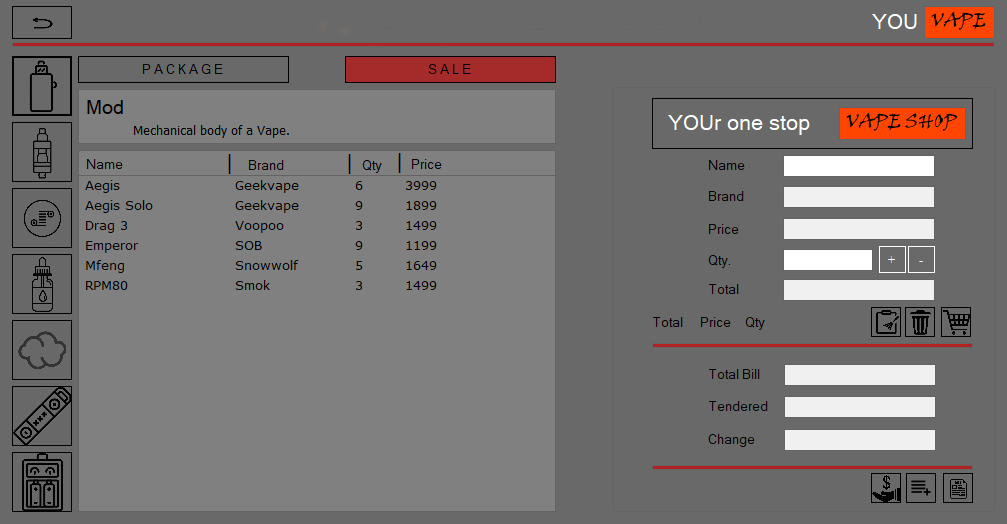 YOU VAPE
PACKAGE SALE
Mod
Mechanical body of a Vape.
Name Brand Qty Price
Aegis Geekvape 6 3999
Aegis Solo Geekvape 9 1899
Drag 3 Voopoo 3 1499
Emperor SOB 9 1199
Mfeng Snowwolf 5 1649
RPM80 Smok 3 1499
YOUr one stop VAPE SHOP
Name
Brand
Price
Qty. + -
Total
Total Price Qty
Total Bill
Tendered
Change